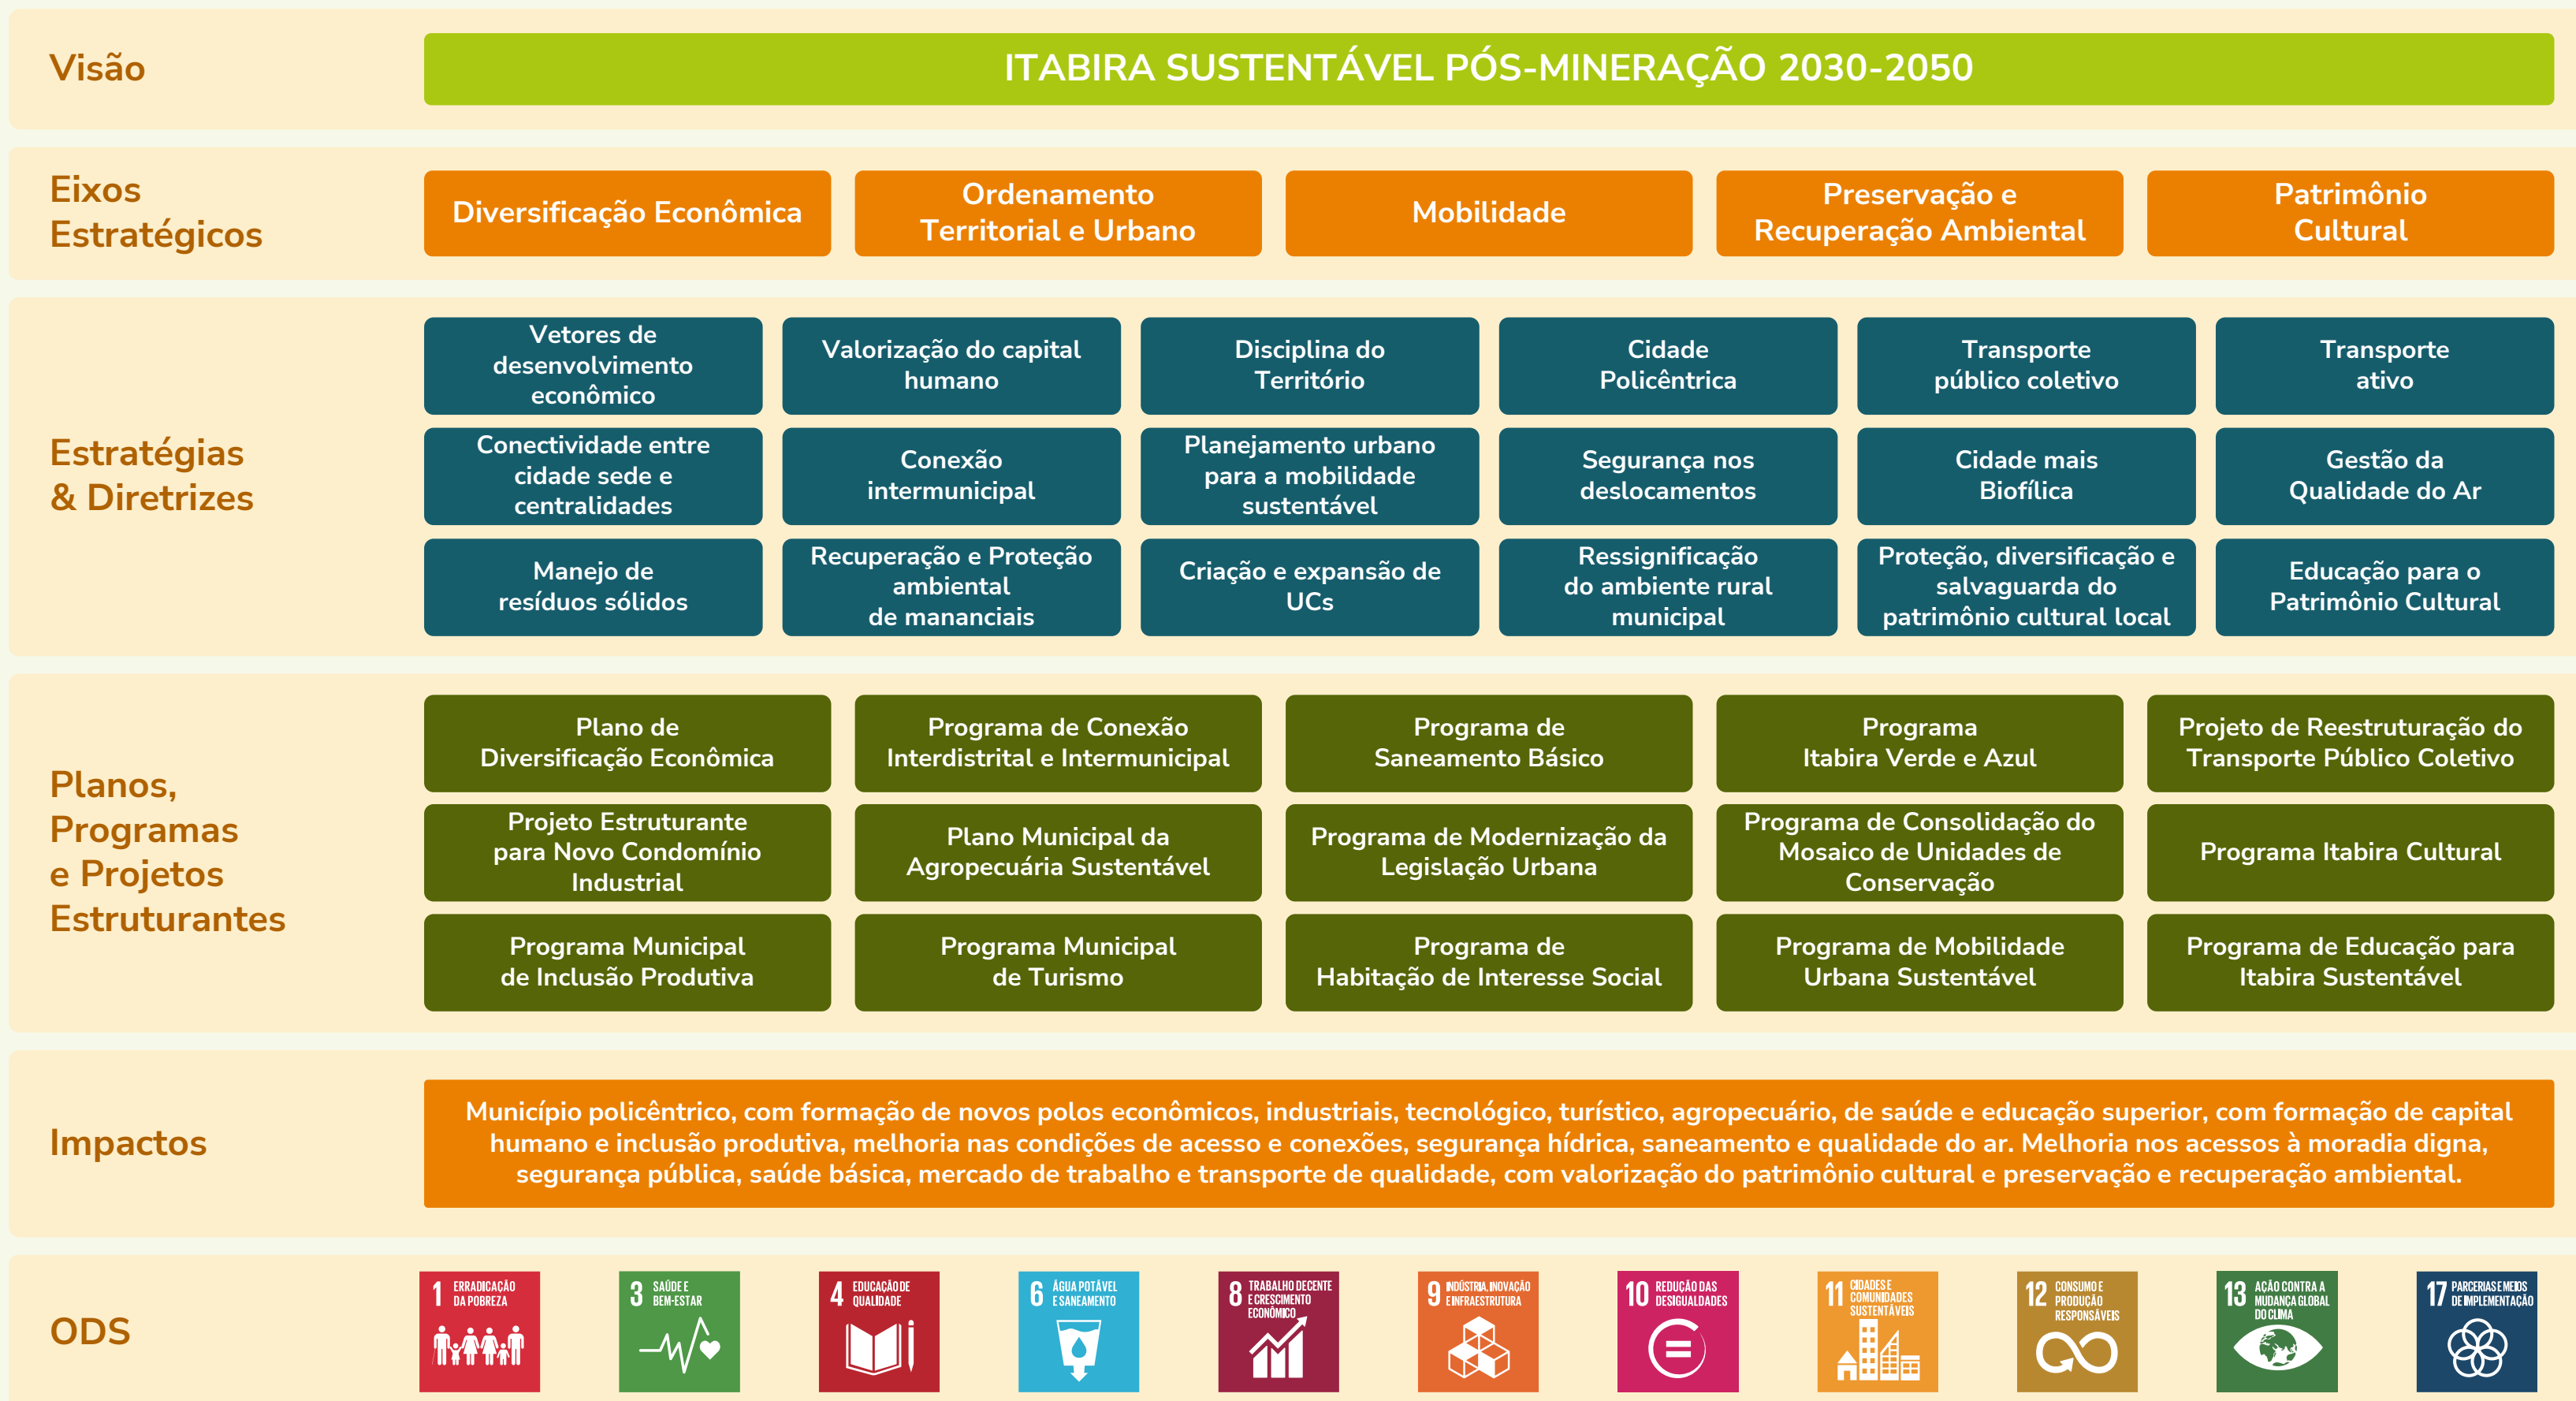 Visão
ITABIRA SUSTENTÁVEL PÓS-MINERAÇÃO 2030-2050
Eixos
Estratégicos
Diversificação Econômica
Ordenamento
Territorial e Urbano
Mobilidade
Preservação e
Recuperação Ambiental
Patrimônio
Cultural
Estratégias
& Diretrizes
Vetores de
desenvolvimento
econômico
Valorização do capital
humano
Disciplina do
Território
Cidade
Policêntrica
Transporte
público coletivo
Transporte
ativo
Conectividade entre
cidade sede e
centralidades
Conexão
intermunicipal
Planejamento urbano
para a mobilidade
sustentável
Segurança nos
deslocamentos
Cidade mais
Biofílica
Gestão da
Qualidade do Ar
Manejo de
resíduos sólidos
Recuperação e Proteção
ambiental
de mananciais
Criação e expansão de
UCs
Ressignificação
do ambiente rural
municipal
Proteção, diversificação e
salvaguarda do
patrimônio cultural local
Educação para o
Patrimônio Cultural
Planos,
Programas
e Projetos
Estruturantes
Plano de
Diversificação Econômica
Programa de Conexão
Interdistrital e Intermunicipal
Programa de
Saneamento Básico
Programa
Itabira Verde e Azul
Projeto de Reestruturação do
Transporte Público Coletivo
Projeto Estruturante
para Novo Condomínio
Industrial
Plano Municipal da
Agropecuária Sustentável
Programa de Modernização da
Legislação Urbana
Programa de Consolidação do
Mosaico de Unidades de
Conservação
Programa Itabira Cultural
Programa Municipal
de Inclusão Produtiva
Programa Municipal
de Turismo
Programa de
Habitação de Interesse Social
Programa de Mobilidade
Urbana Sustentável
Programa de Educação para
Itabira Sustentável
Impactos
Município policêntrico, com formação de novos polos econômicos, industriais, tecnológico, turístico, agropecuário, de saúde e educação superior, com formação de capital
humano e inclusão produtiva, melhoria nas condições de acesso e conexões, segurança hídrica, saneamento e qualidade do ar. Melhoria nos acessos à moradia digna,
segurança pública, saúde básica, mercado de trabalho e transporte de qualidade, com valorização do patrimônio cultural e preservação e recuperação ambiental.
ODS
1 ERRADICAÇÃO
DA POBREZA
3 SAÚDE E
BEM-ESTAR
4 EDUCAÇÃO DE
QUALIDADE
6 ÁGUA POTÁVEL
E SANEAMENTO
8 TRABALHO DECENTE
E CRESCIMENTO
ECONÔMICO
9 INDÚSTRIA, INOVAÇÃO
E INFRAESTRUTURA
10 REDUÇÃO DAS
DESIGUALDADES
11 CIDADES E
COMUNIDADES
SUSTENTÁVEIS
12 CONSUMO E
PRODUÇÃO
RESPONSÁVEIS
13 AÇÃO CONTRA A
MUDANÇA GLOBAL
DO CLIMA
17 PARCERIAS E MEIOS
DE IMPLEMENTAÇÃO